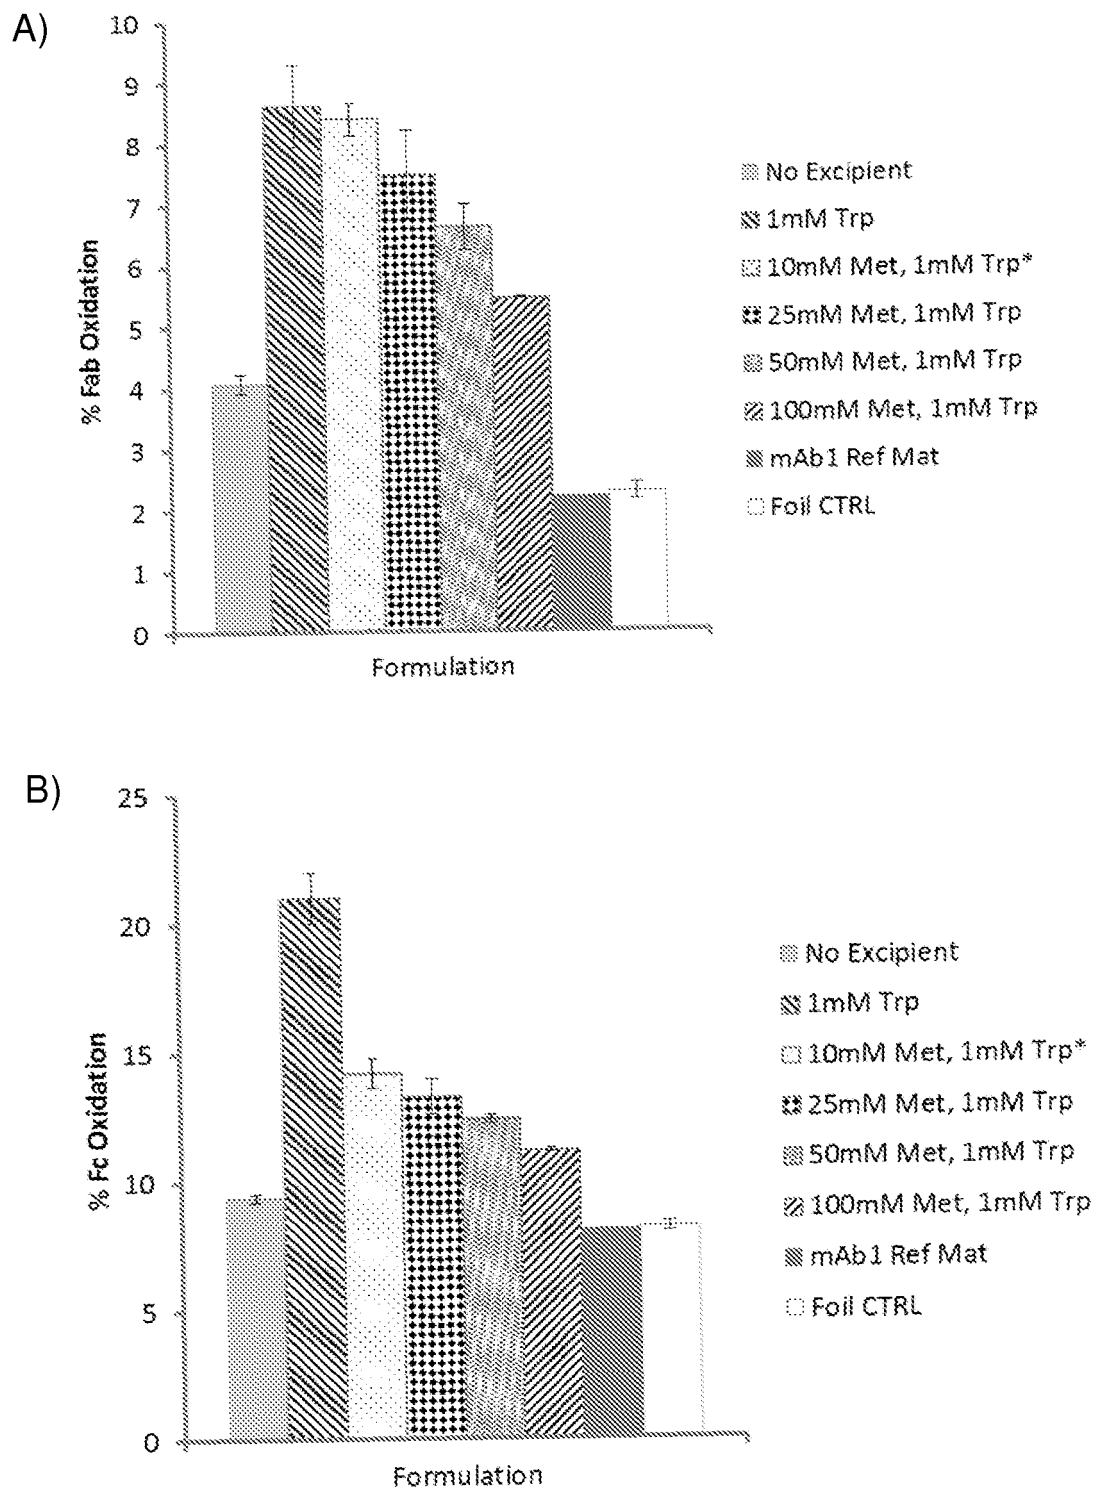 A)
10
9
8
7
6
5
4
3
2
1
0
% Fab Oxidation
Formulation
No Excipient
1mM Trp
10mM Met, 1mM Trp*
25mM Met, 1mM Trp
50mM Met, 1mM Trp
100mM Met, 1mM Trp
mAb1 Ref Mat
Foil CTRL
B)
25
20
15
10
5
0
% Fc Oxidation
Formulation
No Excipient
1mM Trp
10mM Met, 1mM Trp*
25mM Met, 1mM Trp
50mM Met, 1mM Trp
100mM Met, 1mM Trp
mAb1 Ref Mat
Foil CTRL